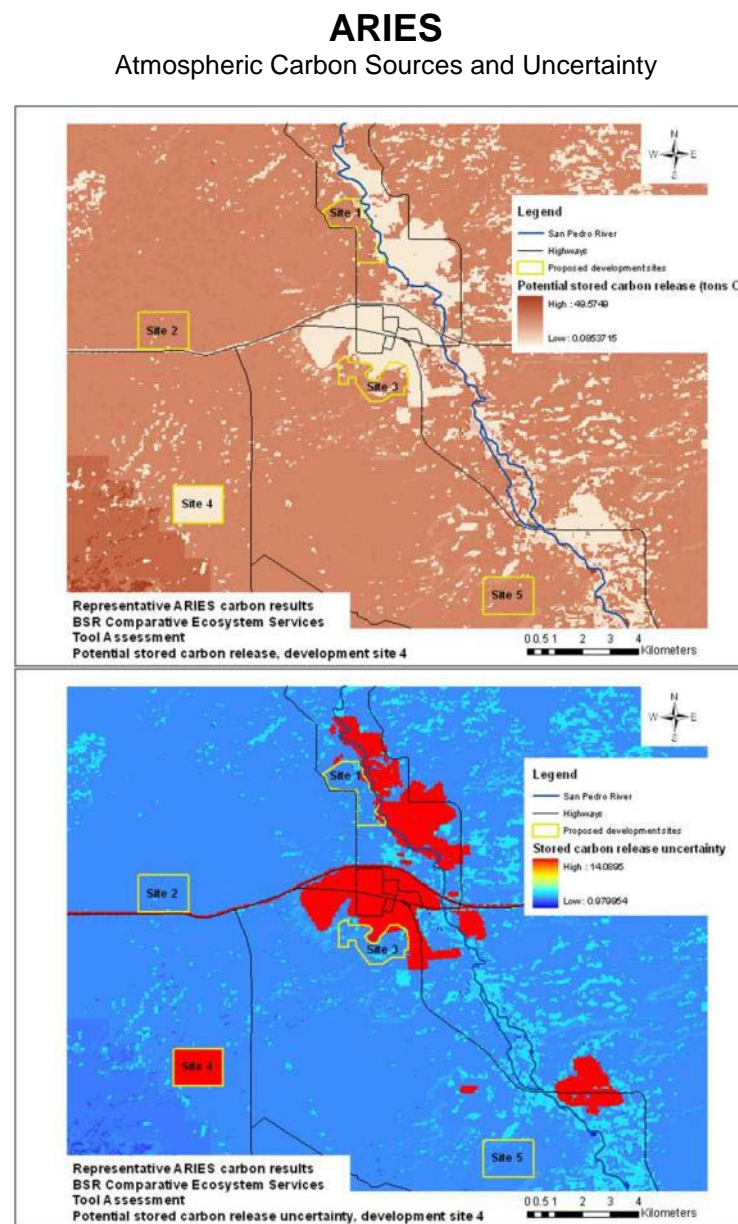 ARIES
Atmospheric Carbon Sources and Uncertainty
N
W E
S
Legend
San Pedro River
Highways
Proposed development sites
Potential stored carbon release (tons C
High : 49.5749
Low : 0.0853715
Site 1
Site 2
Site 3
Site 4
Site 5
Representative ARIES carbon results
BSR Comparative Ecosystem Services
Tool Assessment
Potential stored carbon release, development site 4
0 0.5 1 2 3 4
Kilometers
N
W E
S
Legend
San Pedro River
Highways
Proposed development sites
Stored carbon release uncertainty
High : 14.0895
Low : 0.979954
Site 1
Site 2
Site 3
Site 4
Site 5
Representative ARIES carbon results
BSR Comparative Ecosystem Services
Tool Assessment
Potential stored carbon release uncertainty, development site 4
0 0.5 1 2 3 4
Kilometers